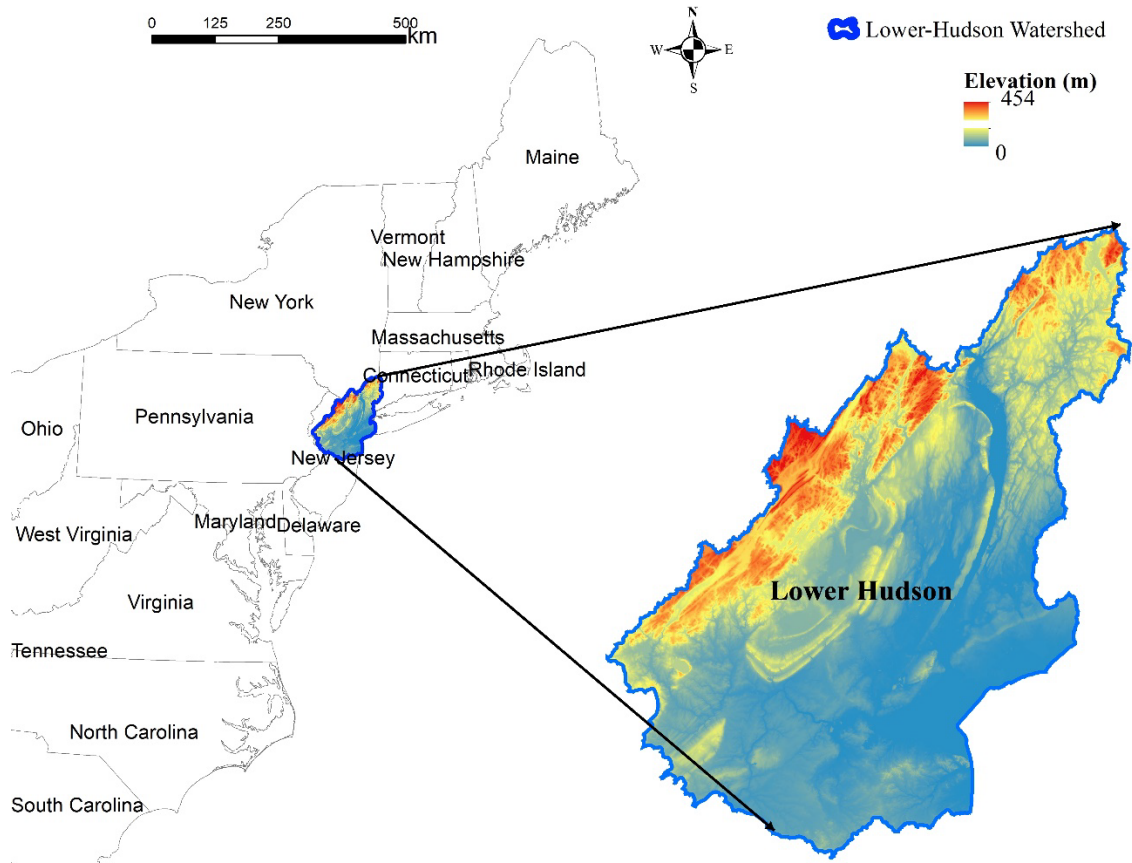 0 125 250 500
km
N
W E
S
Lower-Hudson Watershed
Elevation (m)
454
0
Maine
Vermont
New Hampshire
New York
Massachusetts
Connecticut
Rhode Island
Pennsylvania
Ohio
New Jersey
Maryland
Delaware
West Virginia
Virginia
Tennessee
North Carolina
South Carolina
Lower Hudson